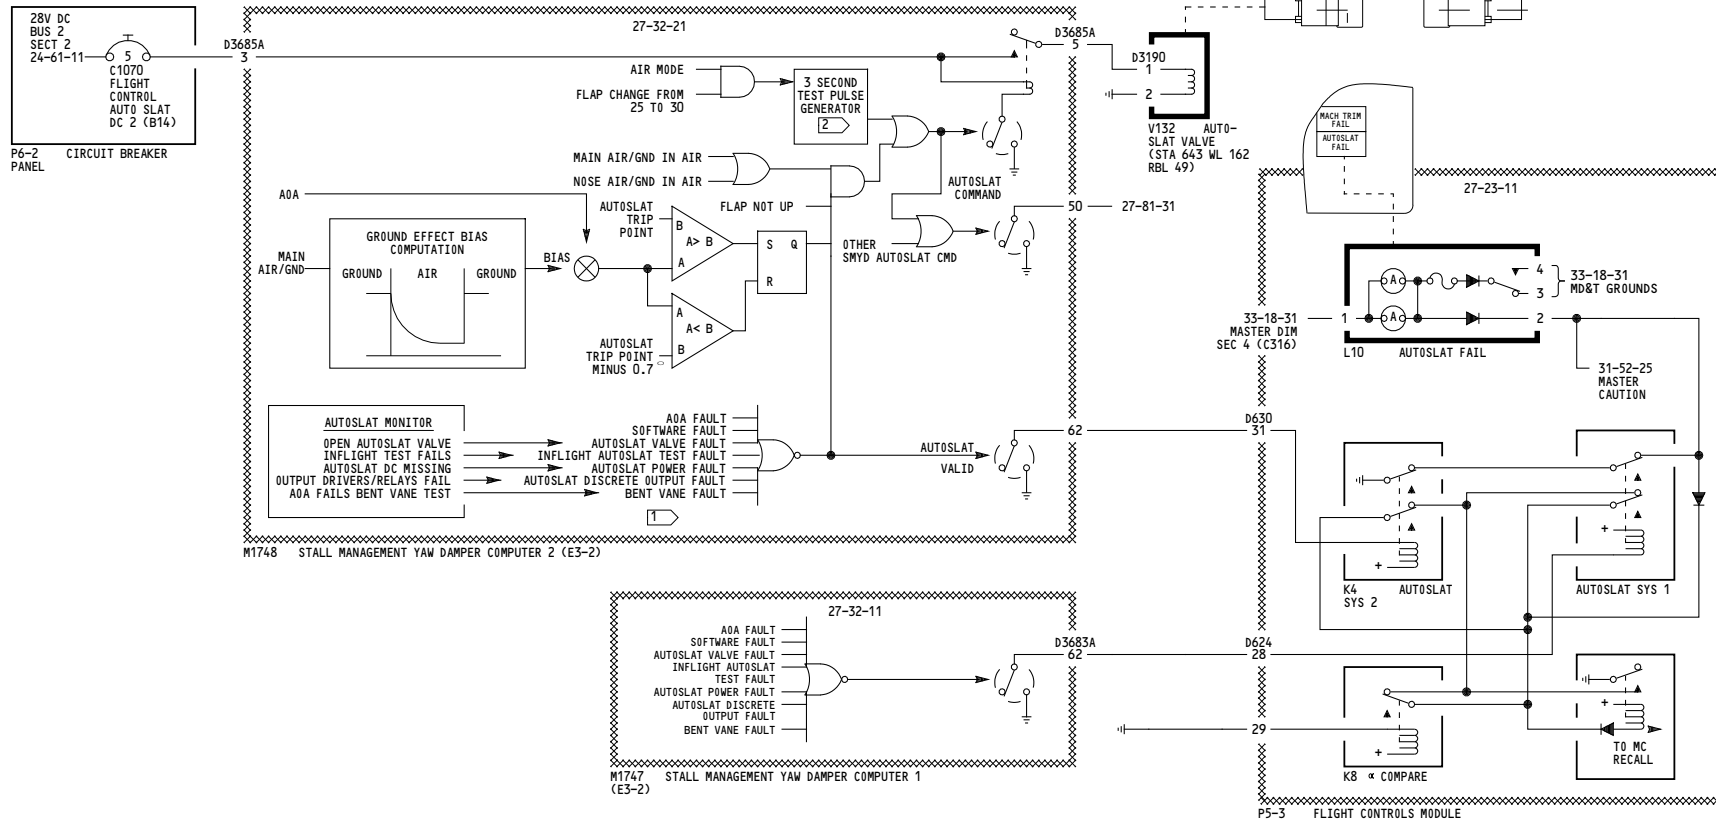 28V DC
BUS 2
SECT 2
24-61-11
5
C1070
FLIGHT
CONTROL
AUTO SLAT
DC 2 (B14)
P6-2 CIRCUIT BREAKER
PANEL
D3685A
3
27-32-21
AIR MODE
FLAP CHANGE FROM
25 TO 30
3 SECOND
TEST PULSE
GENERATOR
2
MAIN AIR/GND IN AIR
NOSE AIR/GND IN AIR
FLAP NOT UP
AUTOSLAT
COMMAND
OTHER
SMYD AUTOSLAT CMD
AOA
MAIN
AIR/GND
GROUND EFFECT BIAS
COMPUTATION
GROUND AIR GROUND
BIAS
AUTOSLAT
TRIP
POINT
B
A> B
A
S Q
R
A
A< B
B
AUTOSLAT
TRIP POINT
MINUS 0.7 °
AUTOSLAT MONITOR
OPEN AUTOSLAT VALVE
INFLIGHT TEST FAILS
AUTOSLAT DC MISSING
OUTPUT DRIVERS/RELAYS FAIL
AOA FAILS BENT VANE TEST
AOA FAULT
SOFTWARE FAULT
AUTOSLAT VALVE FAULT
INFLIGHT AUTOSLAT TEST FAULT
AUTOSLAT POWER FAULT
AUTOSLAT DISCRETE OUTPUT FAULT
BENT VANE FAULT
1
AUTOSLAT
VALID
M1748 STALL MANAGEMENT YAW DAMPER COMPUTER 2 (E3-2)
D3685A
5
50
27-81-31
62
D3190
1
2
V132 AUTO-
SLAT VALVE
(STA 643 WL 162
RBL 49)
27-32-11
AOA FAULT
SOFTWARE FAULT
AUTOSLAT VALVE FAULT
INFLIGHT AUTOSLAT
TEST FAULT
AUTOSLAT POWER FAULT
AUTOSLAT DISCRETE
OUTPUT FAULT
BENT VANE FAULT
M1747 STALL MANAGEMENT YAW DAMPER COMPUTER 1
(E3-2)
D3683A
62
MACH TRIM
FAIL
AUTOSLAT
FAIL
27-23-11
33-18-31
MASTER DIM
SEC 4 (C316)
1
A
A
4
3
2
33-18-31
MD&T GROUNDS
L10 AUTOSLAT FAIL
31-52-25
MASTER
CAUTION
D630
31
+
K4 AUTOSLAT
SYS 2
+
AUTOSLAT SYS 1
D624
28
29
+
K8 ∝ COMPARE
+
TO MC
RECALL
P5-3 FLIGHT CONTROLS MODULE